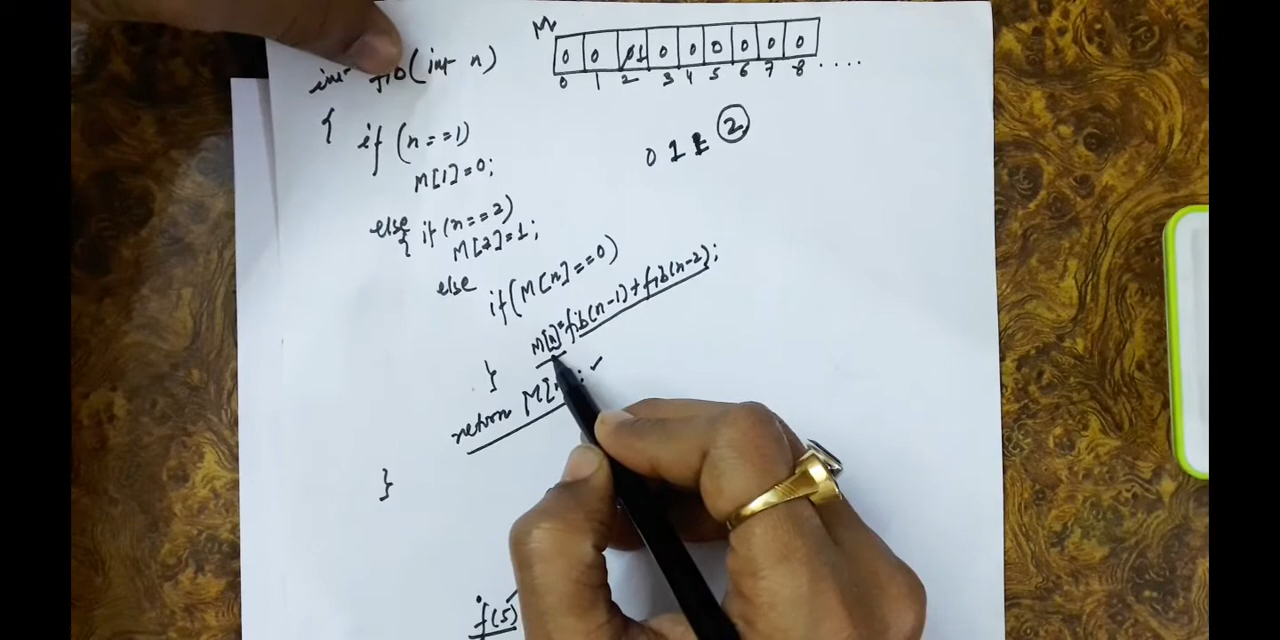 M
int fib(int n)
0 0 01 0 0 0 0 0 0
0 1 2 3 4 5 6 7 8 ....
{
if (n==1)
0 1 1 2
M[1]=0;
else if (n==2)
{
M[2]=1;
else if (M[n]==0)
M[n]=fib(n-1)+fib(n-2);
}
return M[n]; ✓
}
f(5)